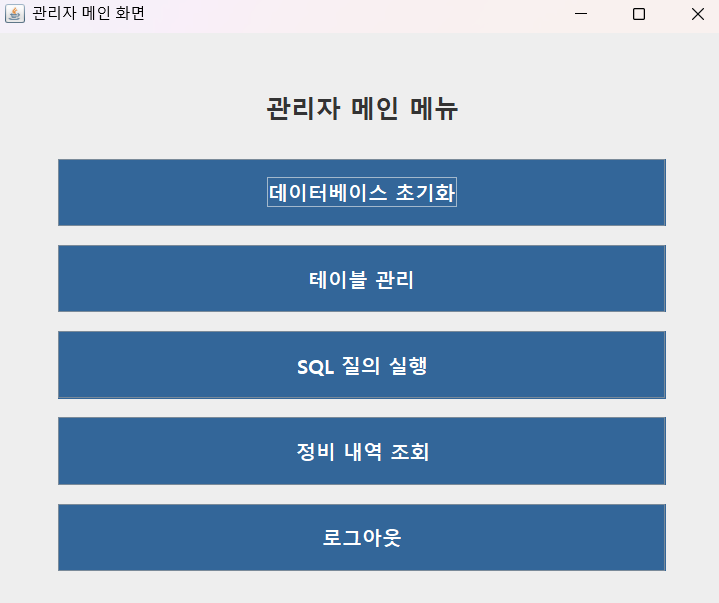 관리자 메인 화면
관리자 메인 메뉴
데이터베이스 초기화
테이블 관리
SQL 질의 실행
정비 내역 조회
로그아웃